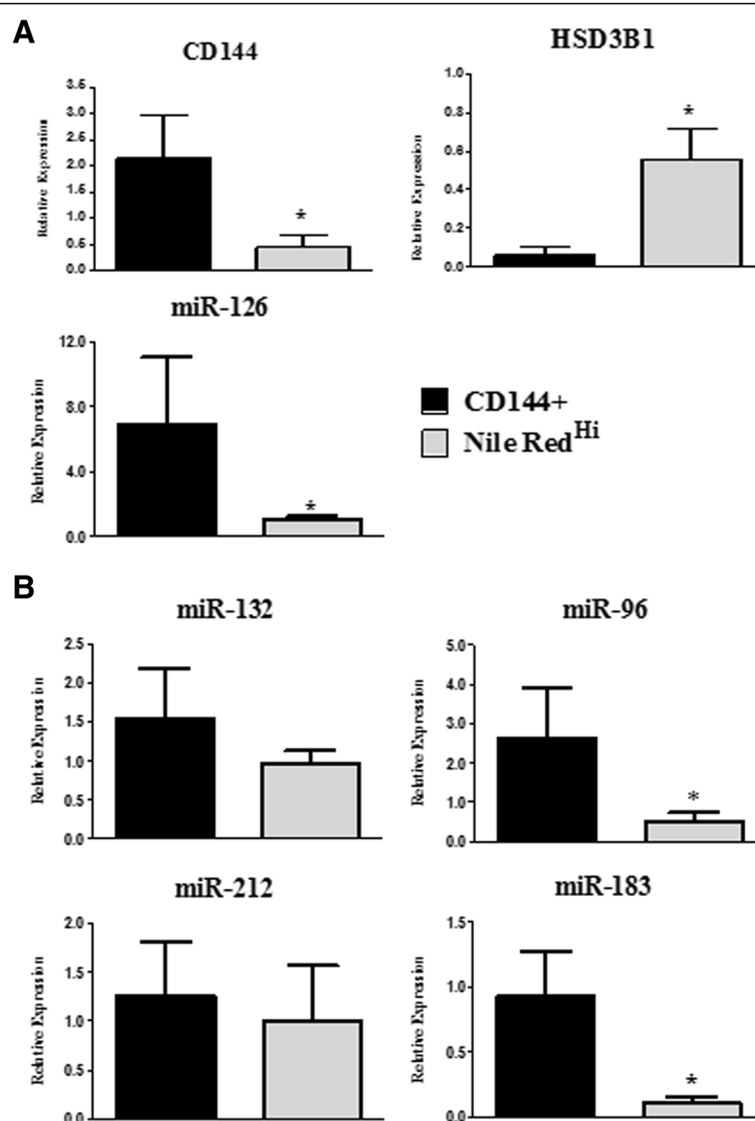 A
CD144
Relative Expression
3.5
3.0
2.5
2.0
1.5
1.0
0.5
0.0
*
HSD3B1
Relative Expression
1.0
0.8
0.6
0.4
0.2
0.0
*
miR-126
Relative Expression
12.0
8.0
4.0
0.0
*
CD144+
Nile Red Hi
B
miR-132
Relative Expression
2.5
2.0
1.5
1.0
0.5
0.0
miR-96
Relative Expression
5.0
4.0
3.0
2.0
1.0
0.0
*
miR-212
Relative Expression
2.0
1.5
1.0
0.5
0.0
miR-183
Relative Expression
1.5
1.0
0.5
0.0
*